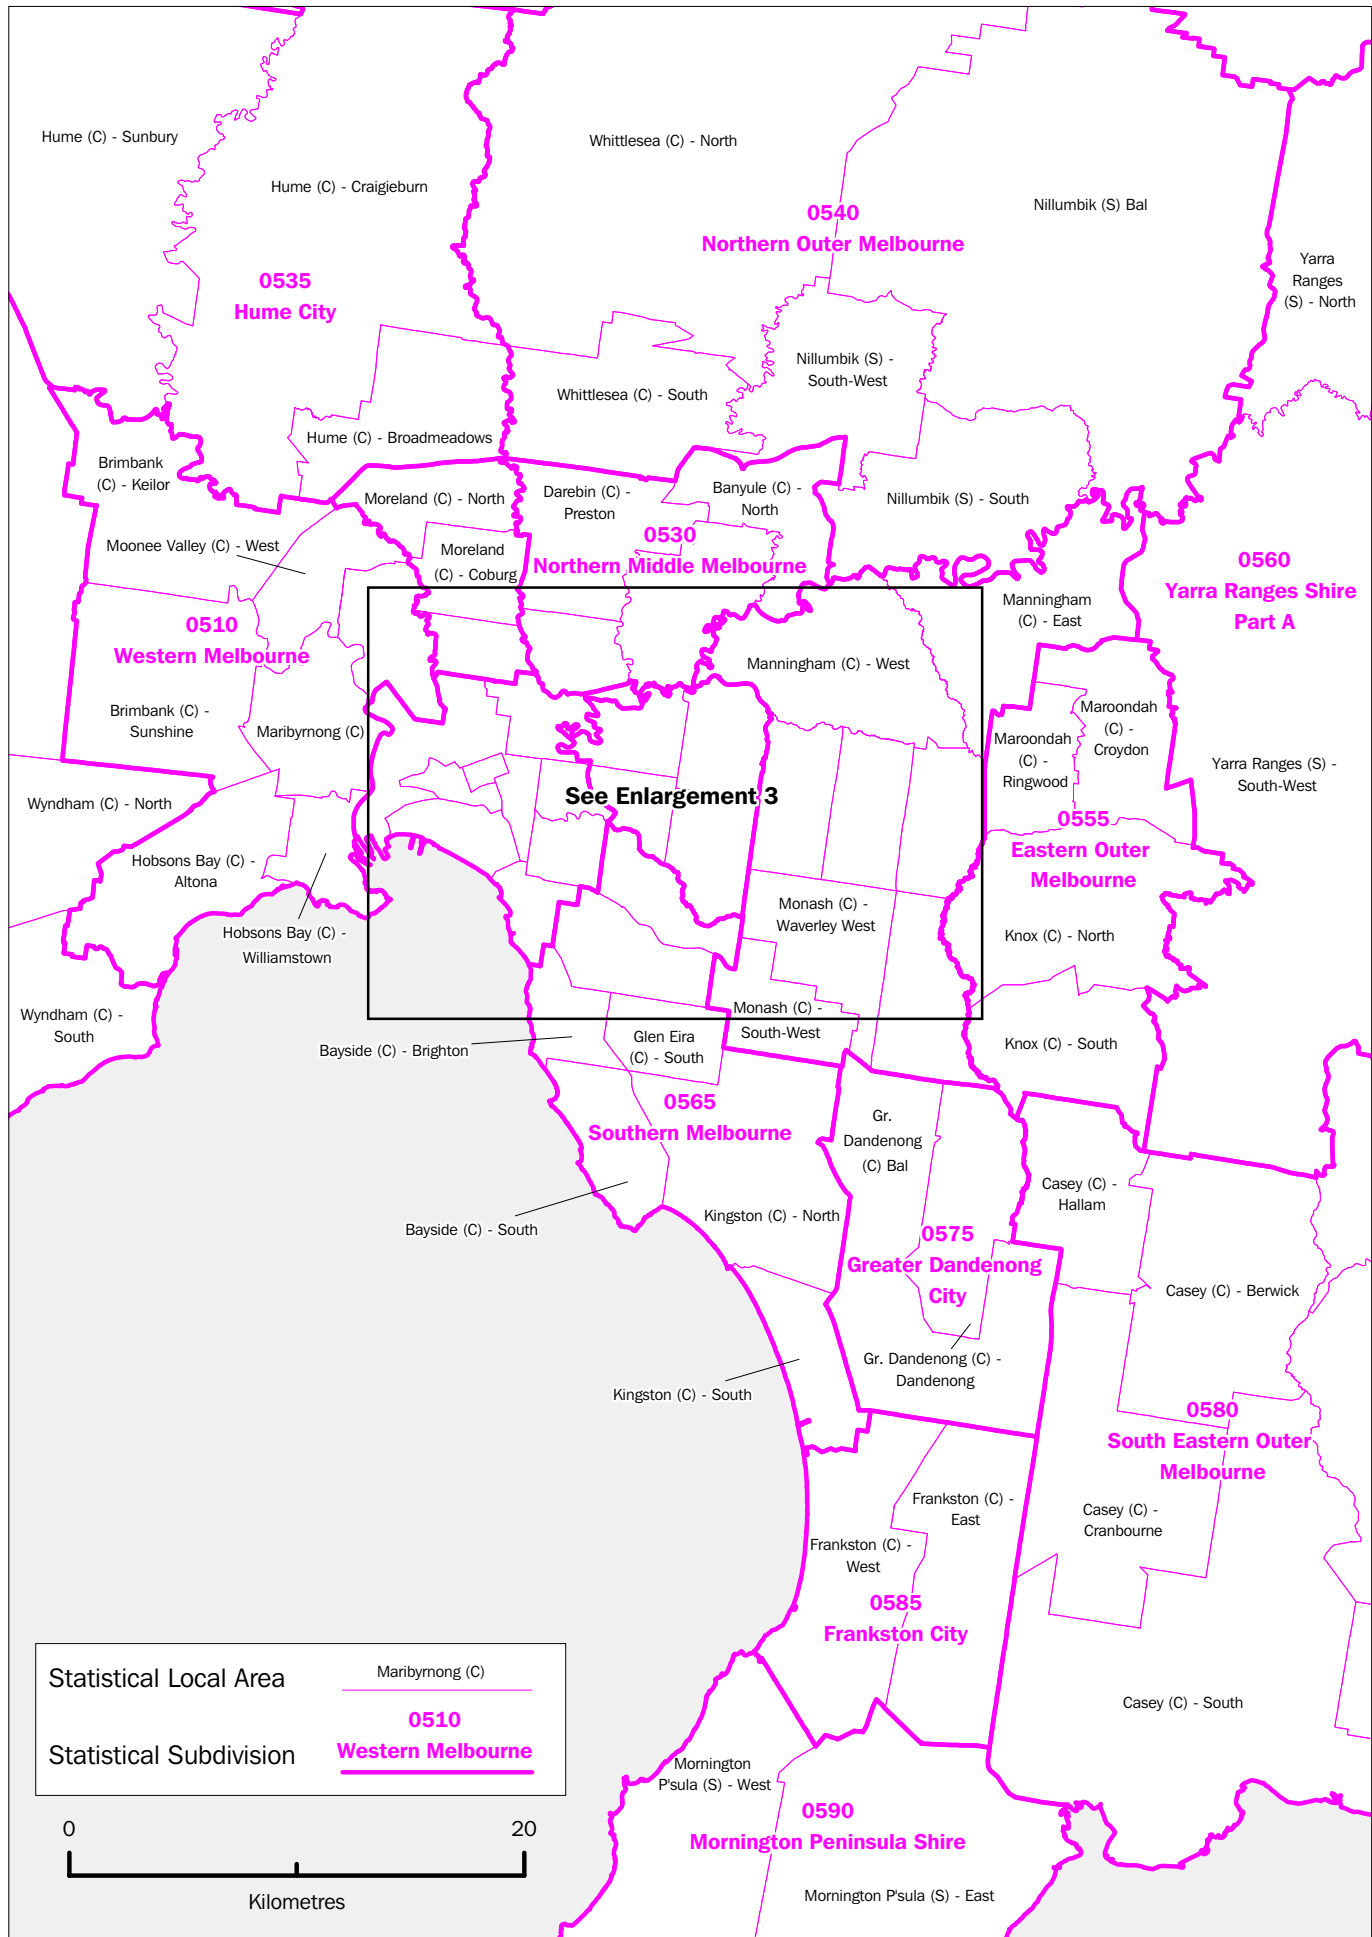 Hume (C) - Sunbury
Whittlesea (C) - North
Hume (C) - Craigieburn
Nillumbik (S) Bal
0540
Northern Outer Melbourne
Yarra
Ranges
(S) - North
0535
Hume City
Nillumbik (S) -
South-West
Whittlesea (C) - South
Hume (C) - Broadmeadows
Brimbank
(C) - Keilor
Moreland (C) - North
Darebin (C) -
Preston
Banyule (C) -
North
Nillumbik (S) - South
Moonee Valley (C) - West
Moreland
(C) - Coburg
0530
Northern Middle Melbourne
0560
Yarra Ranges Shire
Part A
Manningham
(C) - East
0510
Western Melbourne
Manningham (C) - West
Brimbank (C) -
Sunshine
Maribyrnong (C)
Maroondah
(C) -
Croydon
Maroondah
(C) -
Ringwood
Yarra Ranges (S) -
South-West
Wyndham (C) - North
See Enlargement 3
0555
Eastern Outer
Melbourne
Hobsons Bay (C) -
Altona
Hobsons Bay (C) -
Williamstown
Monash (C) -
Waverley West
Knox (C) - North
Wyndham (C) -
South
Monash (C) -
South-West
Bayside (C) - Brighton
Glen Eira
(C) - South
Knox (C) - South
0565
Southern Melbourne
Gr.
Dandenong
(C) Bal
Casey (C) -
Hallam
Bayside (C) - South
Kingston (C) - North
0575
Greater Dandenong
City
Casey (C) - Berwick
Gr. Dandenong (C) -
Dandenong
Kingston (C) - South
0580
South Eastern Outer
Melbourne
Frankston (C) -
East
Casey (C) -
Cranbourne
Frankston (C) -
West
0585
Frankston City
Statistical Local Area
Maribyrnong (C)
0510
Statistical Subdivision
Western Melbourne
Casey (C) - South
Mornington
P'sula (S) - West
0590
Mornington Peninsula Shire
0
20
Kilometres
Mornington P'sula (S) - East